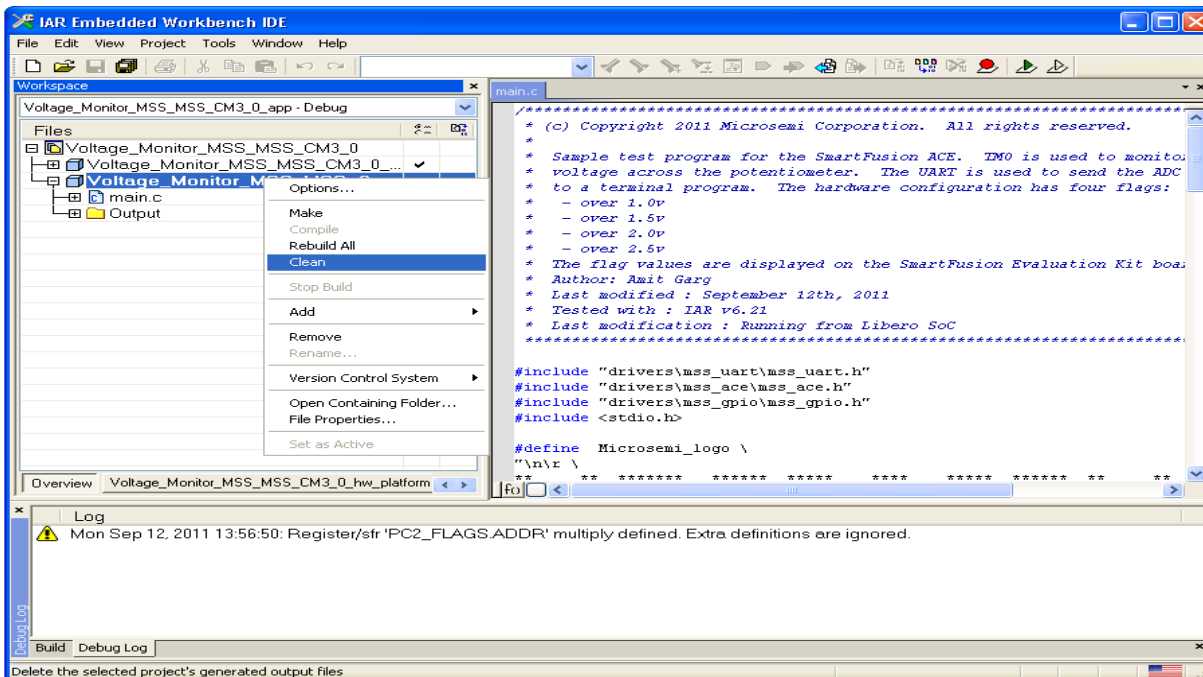 IAR Embedded Workbench IDE
File Edit View Project Tools Window Help
Workspace
Voltage_Monitor_MSS_MSS_CM3_0_app - Debug
Files
Voltage_Monitor_MSS_MSS_CM3_0
Voltage_Monitor_MSS_MSS_CM3_0_...
Voltage_Monitor_MSS_MSS_CM3_0
main.c
Output
Options...
Make
Compile
Rebuild All
Clean
Stop Build
Add
Remove
Rename...
Version Control System
Open Containing Folder...
File Properties...
Set as Active
Overview Voltage_Monitor_MSS_MSS_CM3_0_hw_platform
main.c
/*******************************************************************************
* (c) Copyright 2011 Microsemi Corporation. All rights reserved.
*
* Sample test program for the SmartFusion ACE. TM0 is used to monitor
* voltage across the potentiometer. The UART is used to send the ADC
* to a terminal program. The hardware configuration has four flags:
* - over 1.0v
* - over 1.5v
* - over 2.0v
* - over 2.5v
* The flag values are displayed on the SmartFusion Evaluation Kit boa
* Author: Amit Garg
* Last modified : September 12th, 2011
* Tested with : IAR v6.21
* Last modification : Running from Libero SoC
*******************************************************************************
#include "drivers\mss_uart\mss_uart.h"
#include "drivers\mss_ace\mss_ace.h"
#include "drivers\mss_gpio\mss_gpio.h"
#include <stdio.h>
#define Microsemi_logo \
"\n\r \
** ** ******* ****** ***** **** ***** ****** ** **
f()
Log
Mon Sep 12, 2011 13:56:50: Register/sfr 'PC2_FLAGS.ADDR' multiply defined. Extra definitions are ignored.
Debug Log
Build Debug Log
Delete the selected project's generated output files